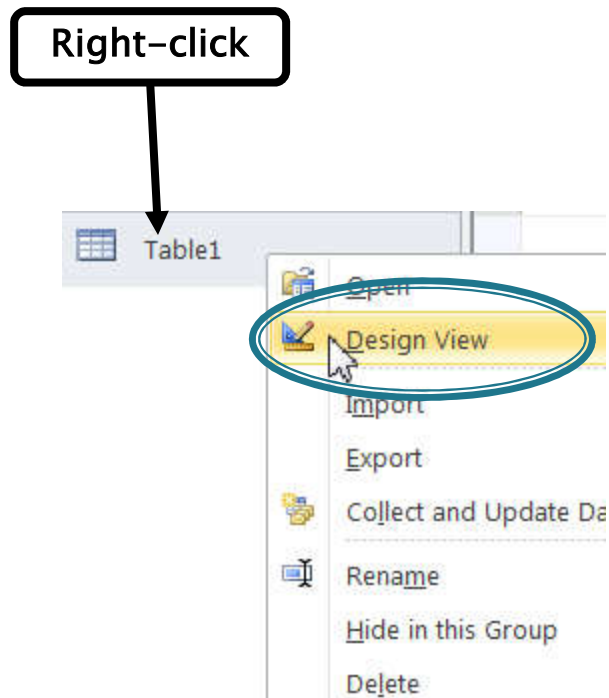 Right-click
Table1
Open
Design View
Import
Export
Collect and Update Da
Rename
Hide in this Group
Delete